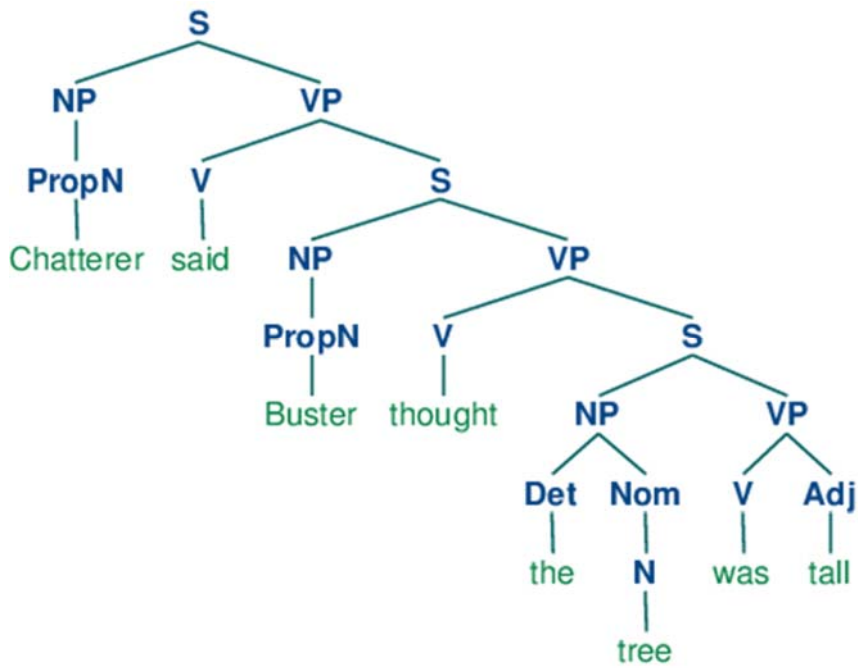 S
NP VP
PropN V S
Chatterer said NP VP
PropN V S
Buster thought NP VP
Det Nom V Adj
the N was tall
tree